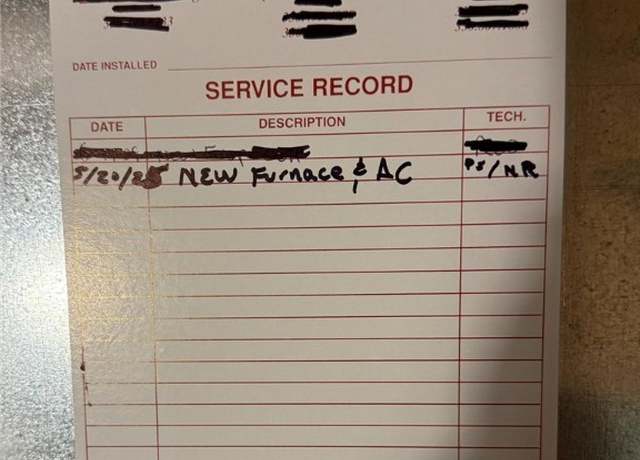 DATE INSTALLED
SERVICE RECORD
DATE DESCRIPTION TECH.
5/20/25 NEW Furnace & AC PS/NR